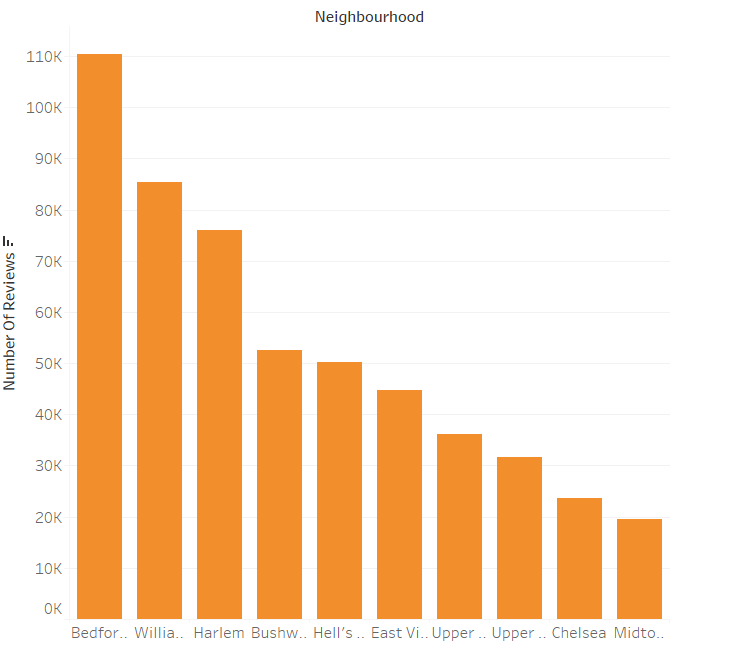 Neighbourhood
Number Of Reviews
110K
100K
90K
80K
70K
60K
50K
40K
30K
20K
10K
0K
Bedfor.. Willia.. Harlem Bushw.. Hell's .. East Vi.. Upper .. Upper .. Chelsea Midto..